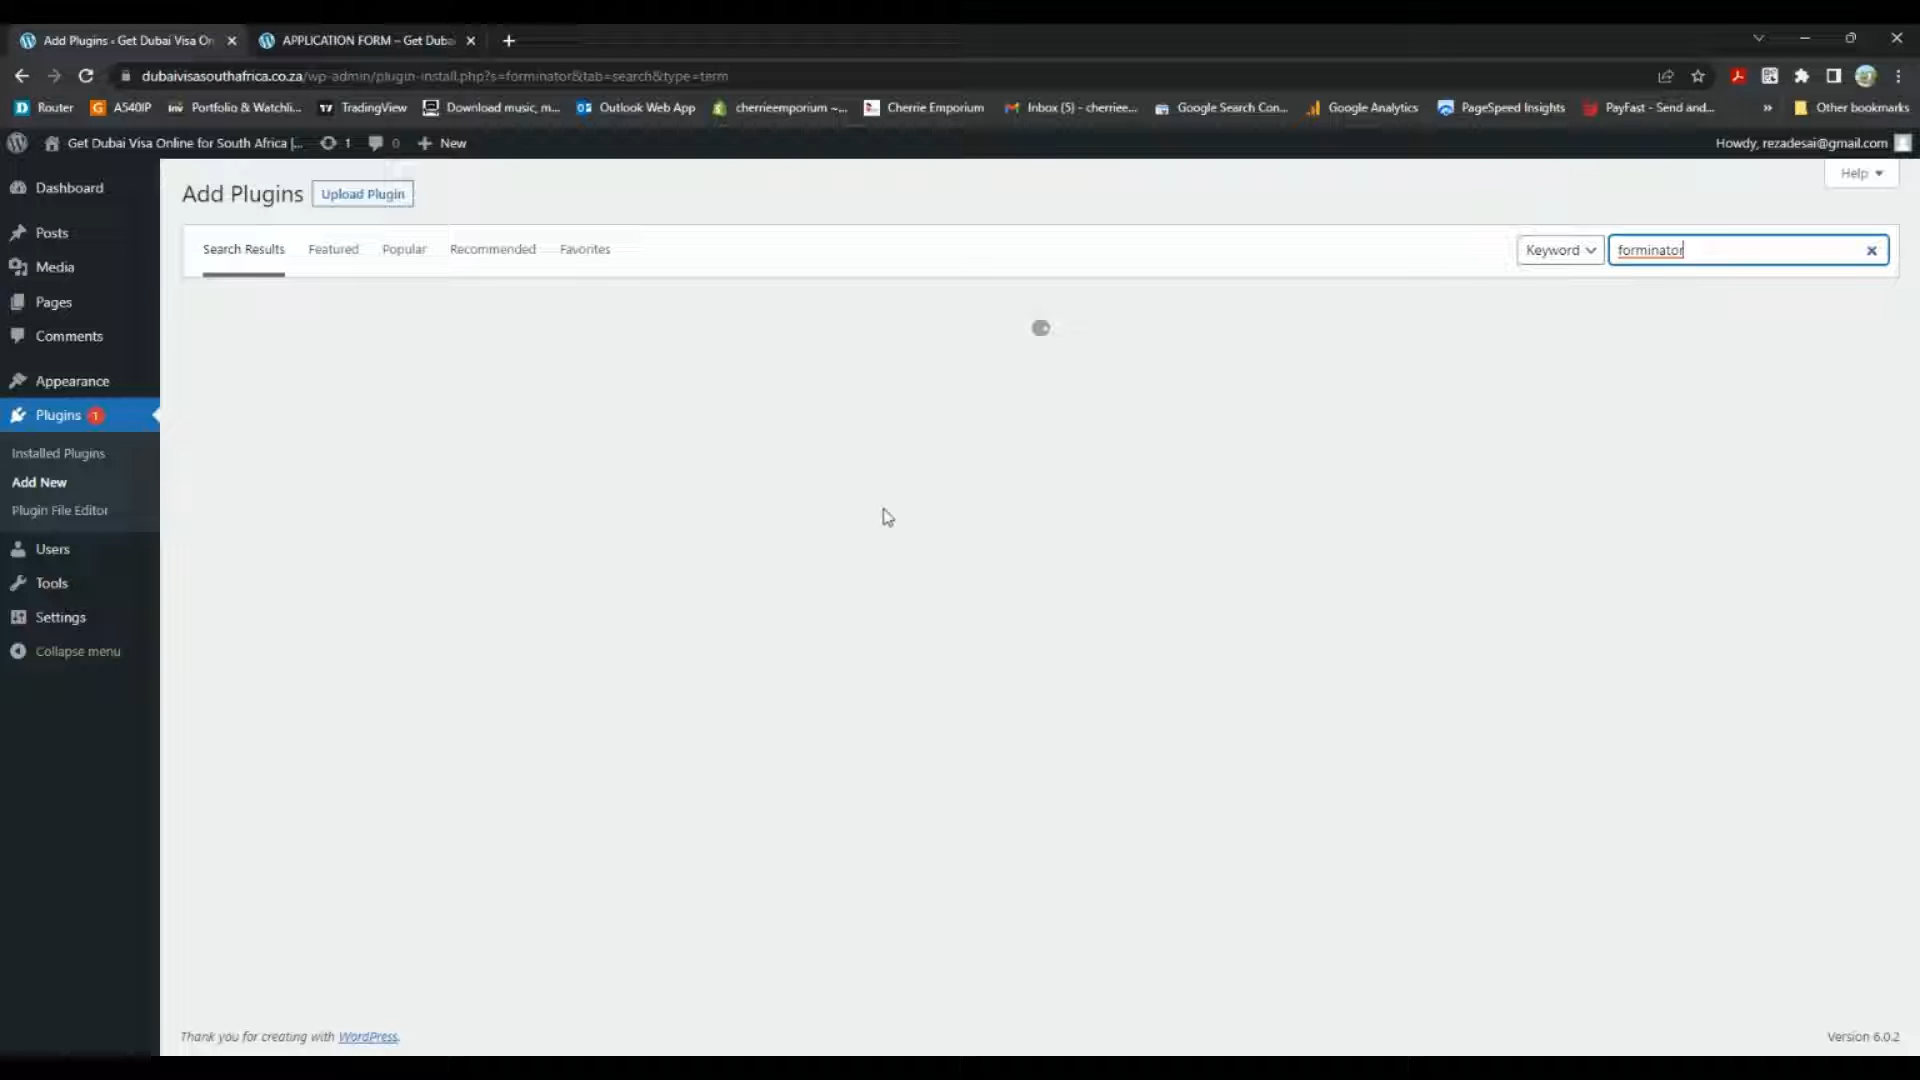 Add Plugins ‹ Get Dubai Visa On
APPLICATION FORM – Get Duba
dubaivisasouthafrica.co.za/wp-admin/plugin-install.php?s=forminator&tab=search&type=term
Router
A540IP
Portfolio & Watchli...
TradingView
Download music, m...
Outlook Web App
cherrieemporium ~...
Cherrie Emporium
Inbox (5) - cherriee...
Google Search Con...
Google Analytics
PageSpeed Insights
PayFast - Send and...
»
Other bookmarks
Get Dubai Visa Online for South Africa |...
1
0
New
Howdy, rezadesai@gmail.com
Dashboard
Posts
Media
Pages
Comments
Appearance
Plugins 1
Installed Plugins
Add New
Plugin File Editor
Users
Tools
Settings
Collapse menu
Add Plugins
Upload Plugin
Help
Search Results
Featured
Popular
Recommended
Favorites
Keyword
forminator
Thank you for creating with WordPress.
Version 6.0.2